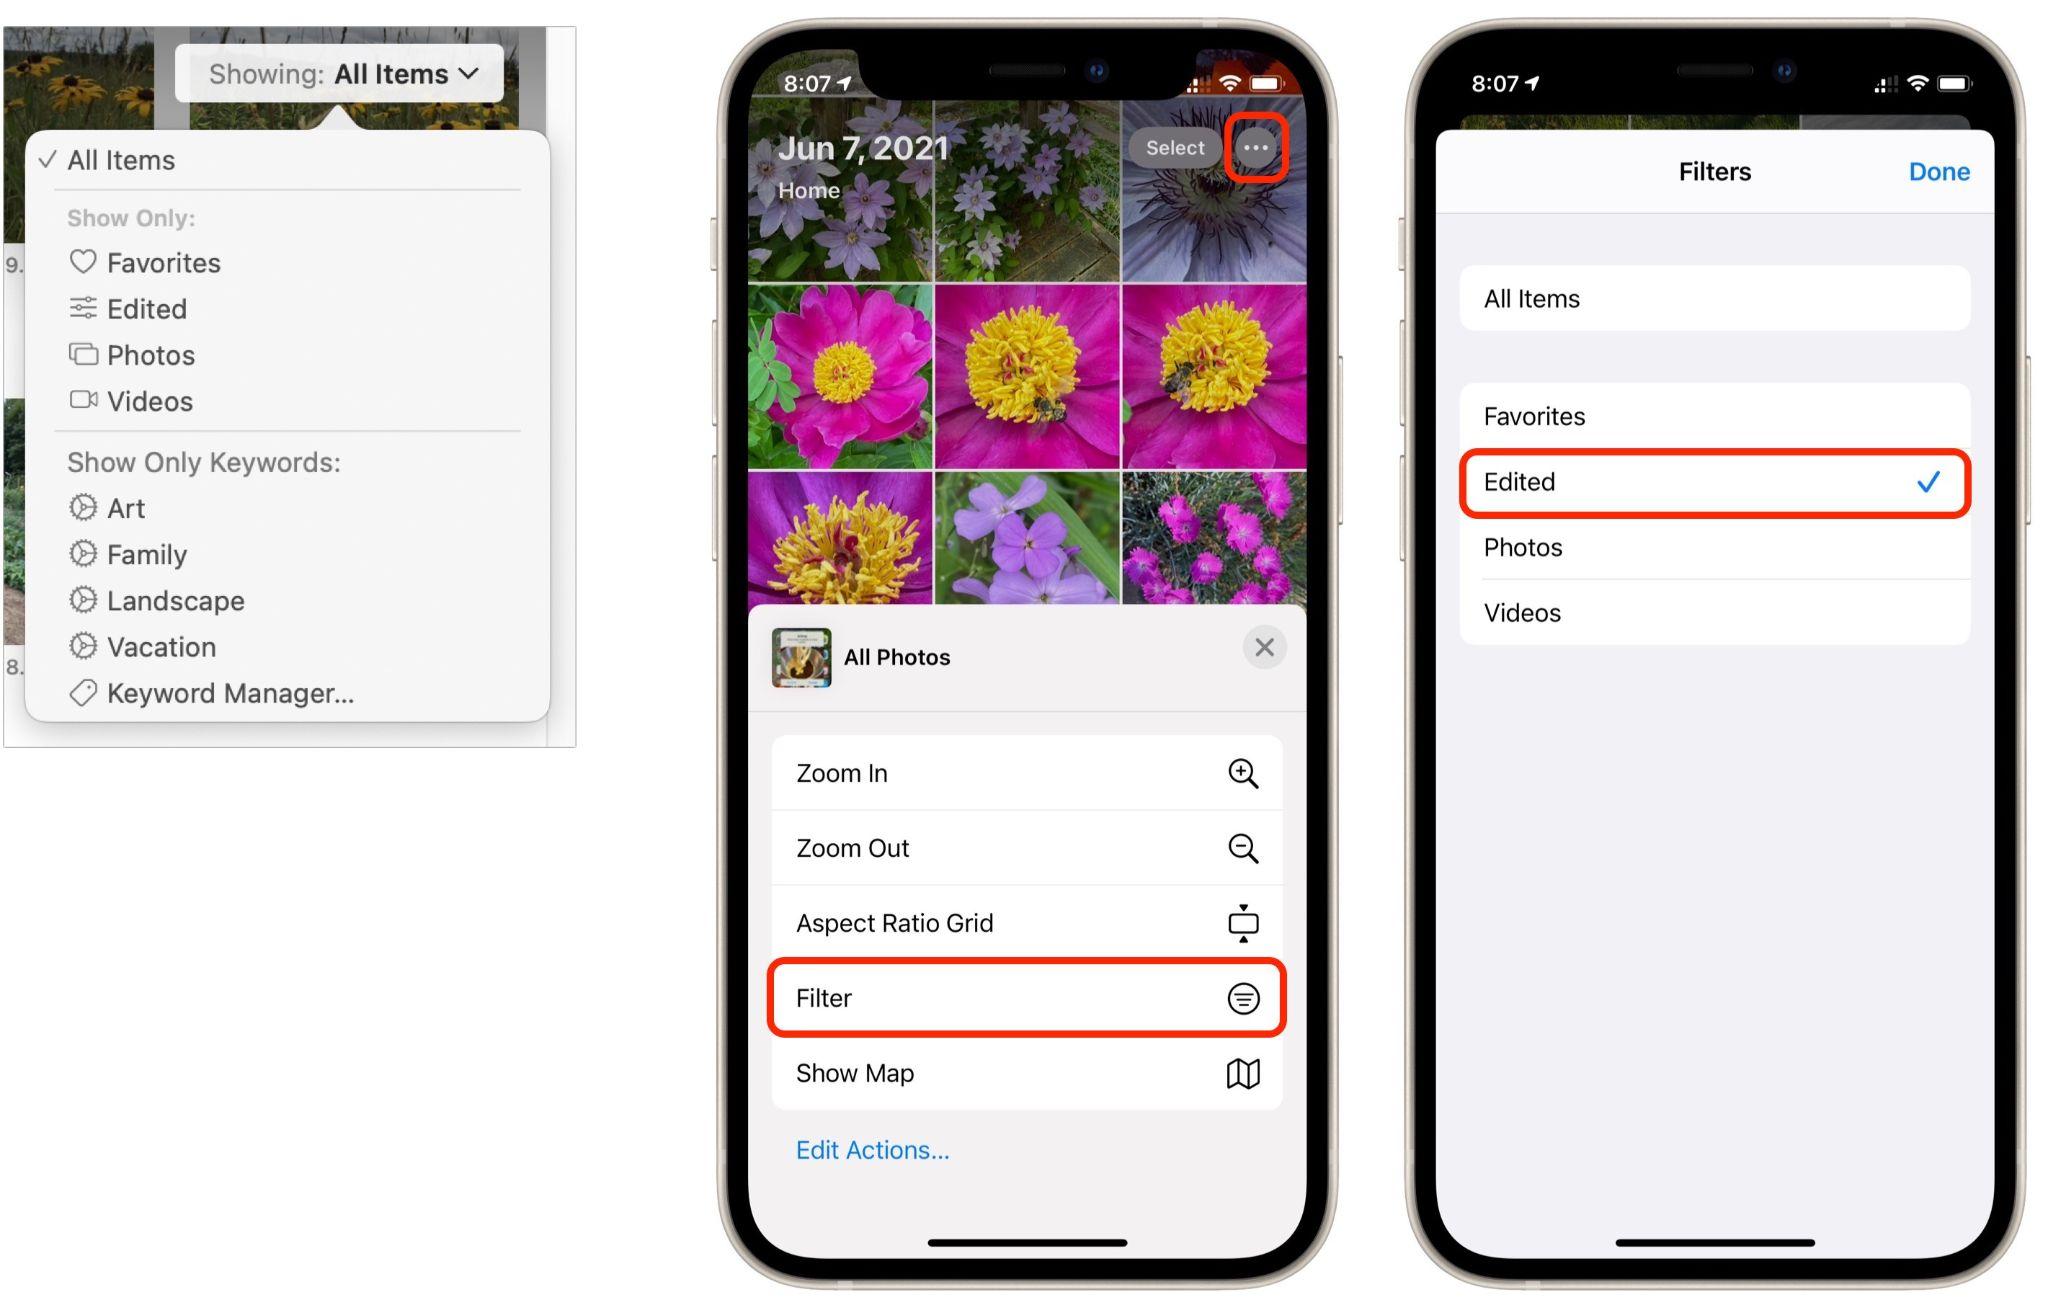 Showing: All Items
All Items
Show Only:
Favorites
Edited
Photos
Videos
Show Only Keywords:
Art
Family
Landscape
Vacation
Keyword Manager...
9.
8.
8:07
Jun 7, 2021
Home
Select
All Photos
Zoom In
Zoom Out
Aspect Ratio Grid
Filter
Show Map
Edit Actions...
8:07
Filters
Done
All Items
Favorites
Edited
Photos
Videos